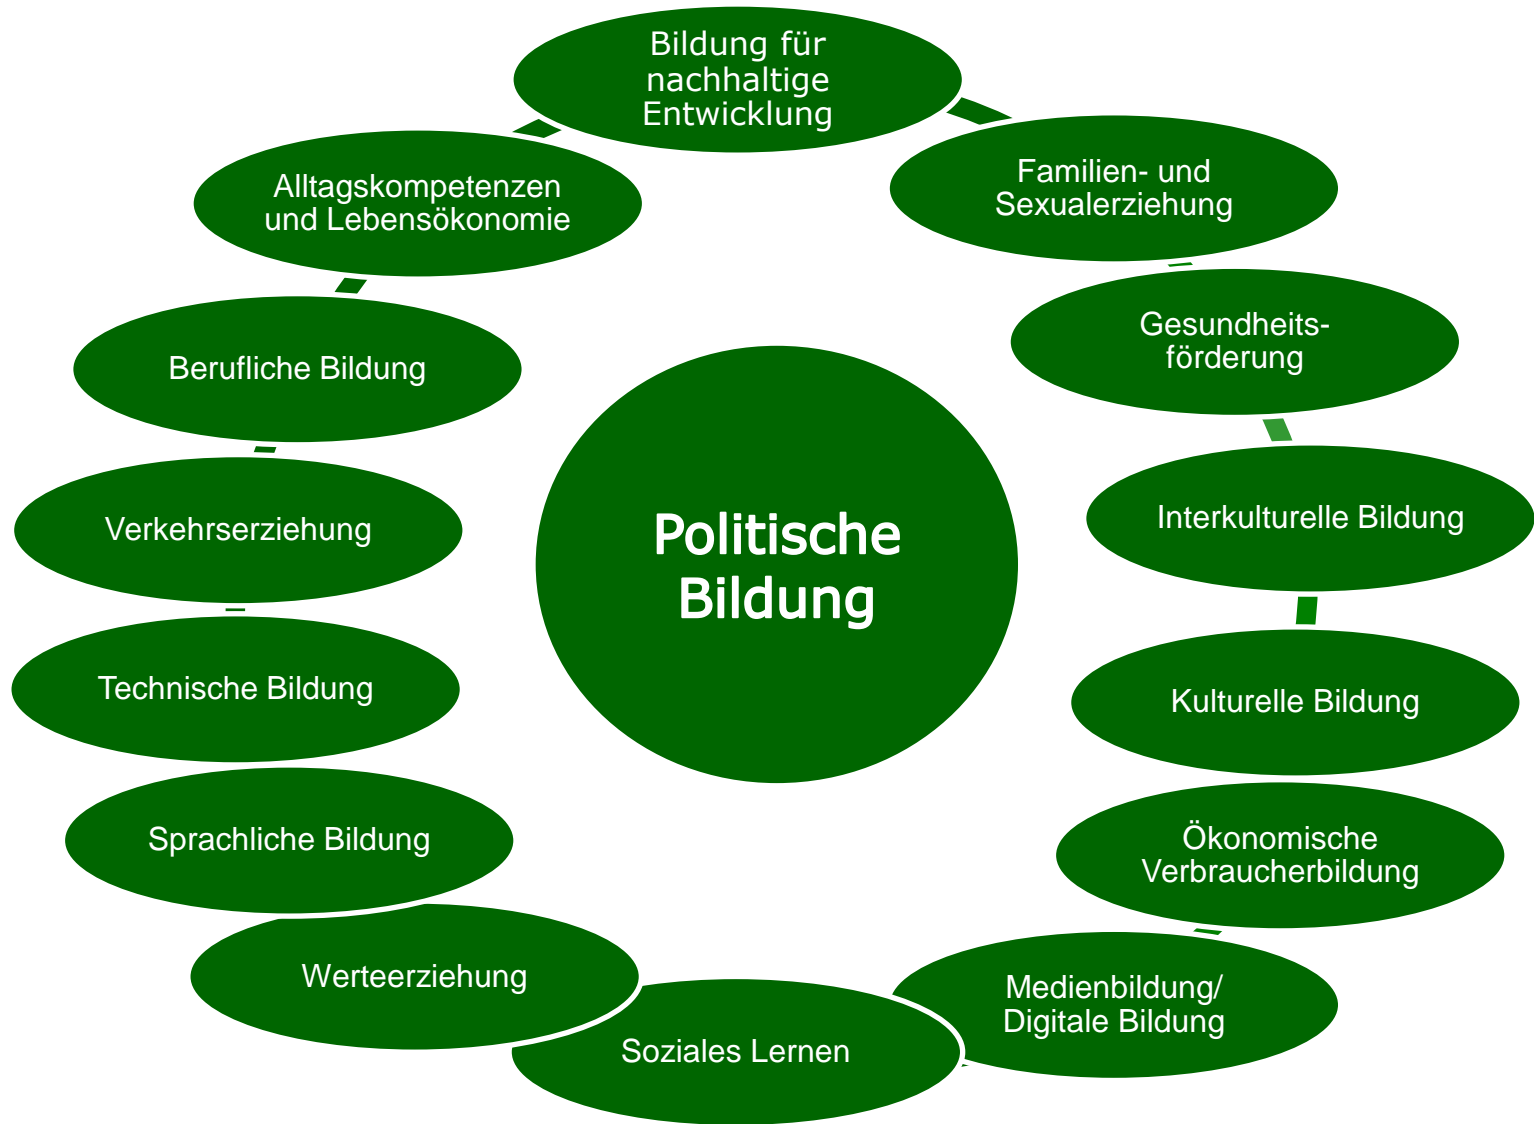 Bildung für
nachhaltige
Entwicklung
Familien- und
Sexualerziehung
Gesundheits-
förderung
Interkulturelle Bildung
Kulturelle Bildung
Ökonomische
Verbraucherbildung
Medienbildung/
Digitale Bildung
Soziales Lernen
Werteerziehung
Sprachliche Bildung
Technische Bildung
Verkehrserziehung
Berufliche Bildung
Alltagskompetenzen
und Lebensökonomie
Politische
Bildung